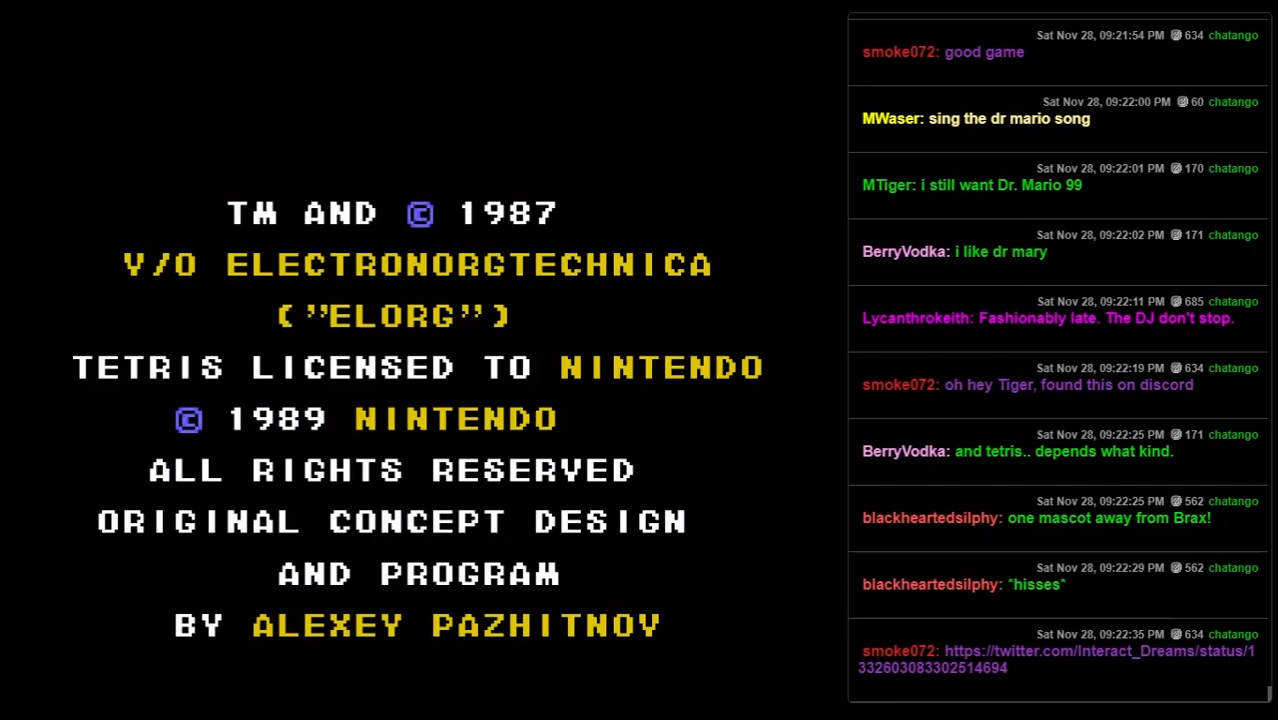 TM AND © 1987
V/O ELECTRONORGTECHNICA
("ELORG")
TETRIS LICENSED TO NINTENDO
© 1989 NINTENDO
ALL RIGHTS RESERVED
ORIGINAL CONCEPT DESIGN
AND PROGRAM
BY ALEXEY PAZHITNOV
Sat Nov 28, 09:21:54 PM 634 chatango
smoke072: good game
Sat Nov 28, 09:22:00 PM 60 chatango
MWaser: sing the dr mario song
Sat Nov 28, 09:22:01 PM 170 chatango
MTiger: i still want Dr. Mario 99
Sat Nov 28, 09:22:02 PM 171 chatango
BerryVodka: i like dr mary
Sat Nov 28, 09:22:11 PM 685 chatango
Lycanthrokeith: Fashionably late. The DJ don't stop.
Sat Nov 28, 09:22:19 PM 634 chatango
smoke072: oh hey Tiger, found this on discord
Sat Nov 28, 09:22:25 PM 171 chatango
BerryVodka: and tetris.. depends what kind.
Sat Nov 28, 09:22:25 PM 562 chatango
blackheartedsilphy: one mascot away from Brax!
Sat Nov 28, 09:22:29 PM 562 chatango
blackheartedsilphy: *hisses*
Sat Nov 28, 09:22:35 PM 634 chatango
smoke072: https://twitter.com/Interact_Dreams/status/1
332603083302514694